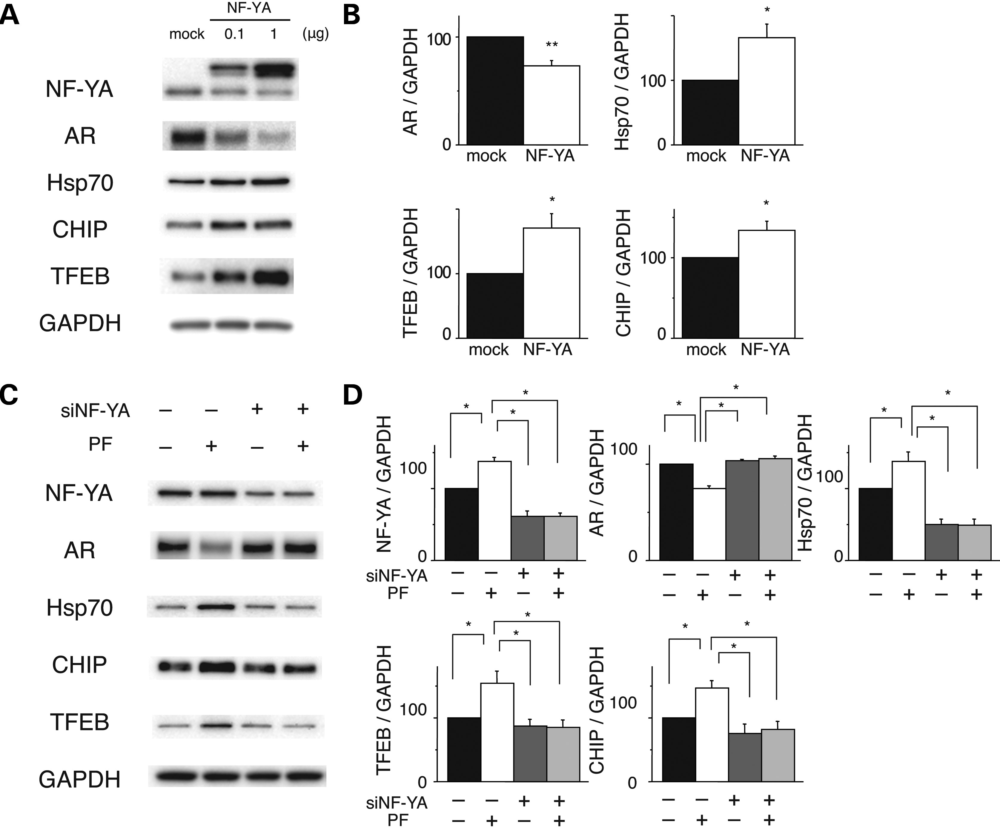 A
NF-YA
mock 0.1 1 (µg)
NF-YA
AR
Hsp70
CHIP
TFEB
GAPDH
B
AR / GAPDH
100
0
**
mock NF-YA
Hsp70 / GAPDH
100
0
*
mock NF-YA
TFEB / GAPDH
100
0
*
mock NF-YA
CHIP / GAPDH
100
0
*
mock NF-YA
C
siNF-YA − − + +
PF − + − +
NF-YA
AR
Hsp70
CHIP
TFEB
GAPDH
D
NF-YA / GAPDH
100
0
* * *
siNF-YA − − + +
PF − + − +
AR / GAPDH
100
0
* * *
− − + +
− + − +
Hsp70 / GAPDH
100
0
* * *
− − + +
− + − +
TFEB / GAPDH
100
0
* * *
siNF-YA − − + +
PF − + − +
CHIP / GAPDH
100
0
* * *
− − + +
− + − +